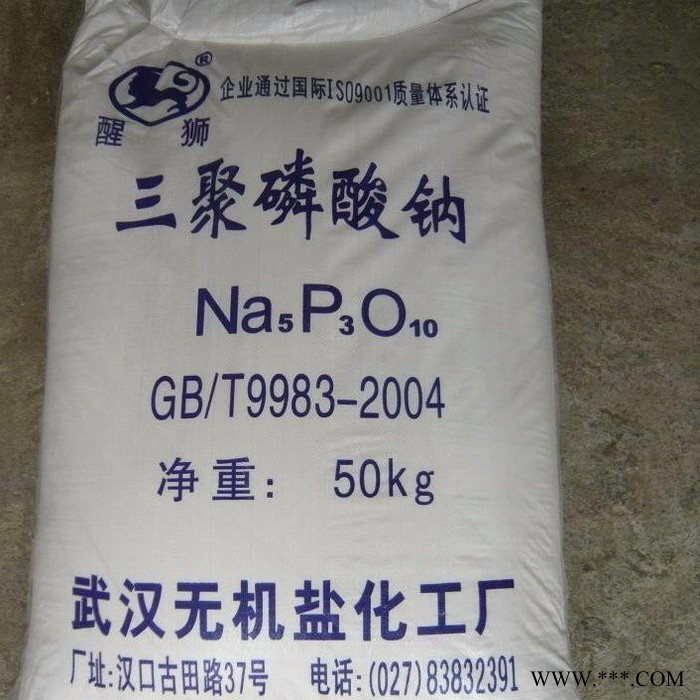 ®
企业通过国际ISO9001质量体系认证
醒狮
三聚磷酸钠
Na₅P₃O₁₀
GB/T9983-2004
净重: 50kg
武汉无机盐化工厂
厂址:汉口古田路37号 电话:(027)83832391
WWW.***.COM